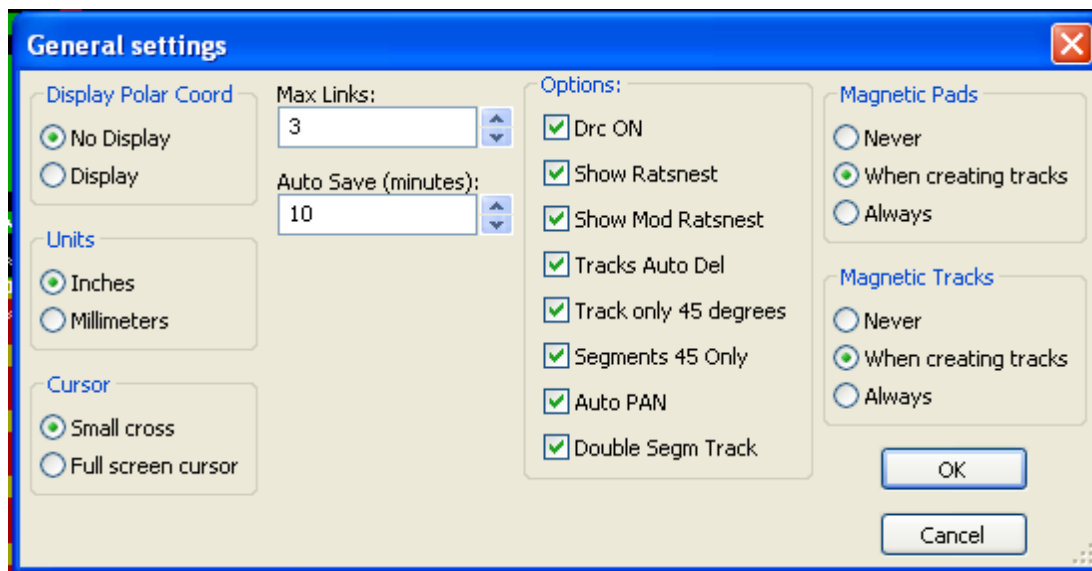 General settings
Display Polar Coord
No Display
Display
Units
Inches
Millimeters
Cursor
Small cross
Full screen cursor
Max Links:
3
Auto Save (minutes):
10
Options:
Drc ON
Show Ratsnest
Show Mod Ratsnest
Tracks Auto Del
Track only 45 degrees
Segments 45 Only
Auto PAN
Double Segm Track
Magnetic Pads
Never
When creating tracks
Always
Magnetic Tracks
Never
When creating tracks
Always
OK
Cancel